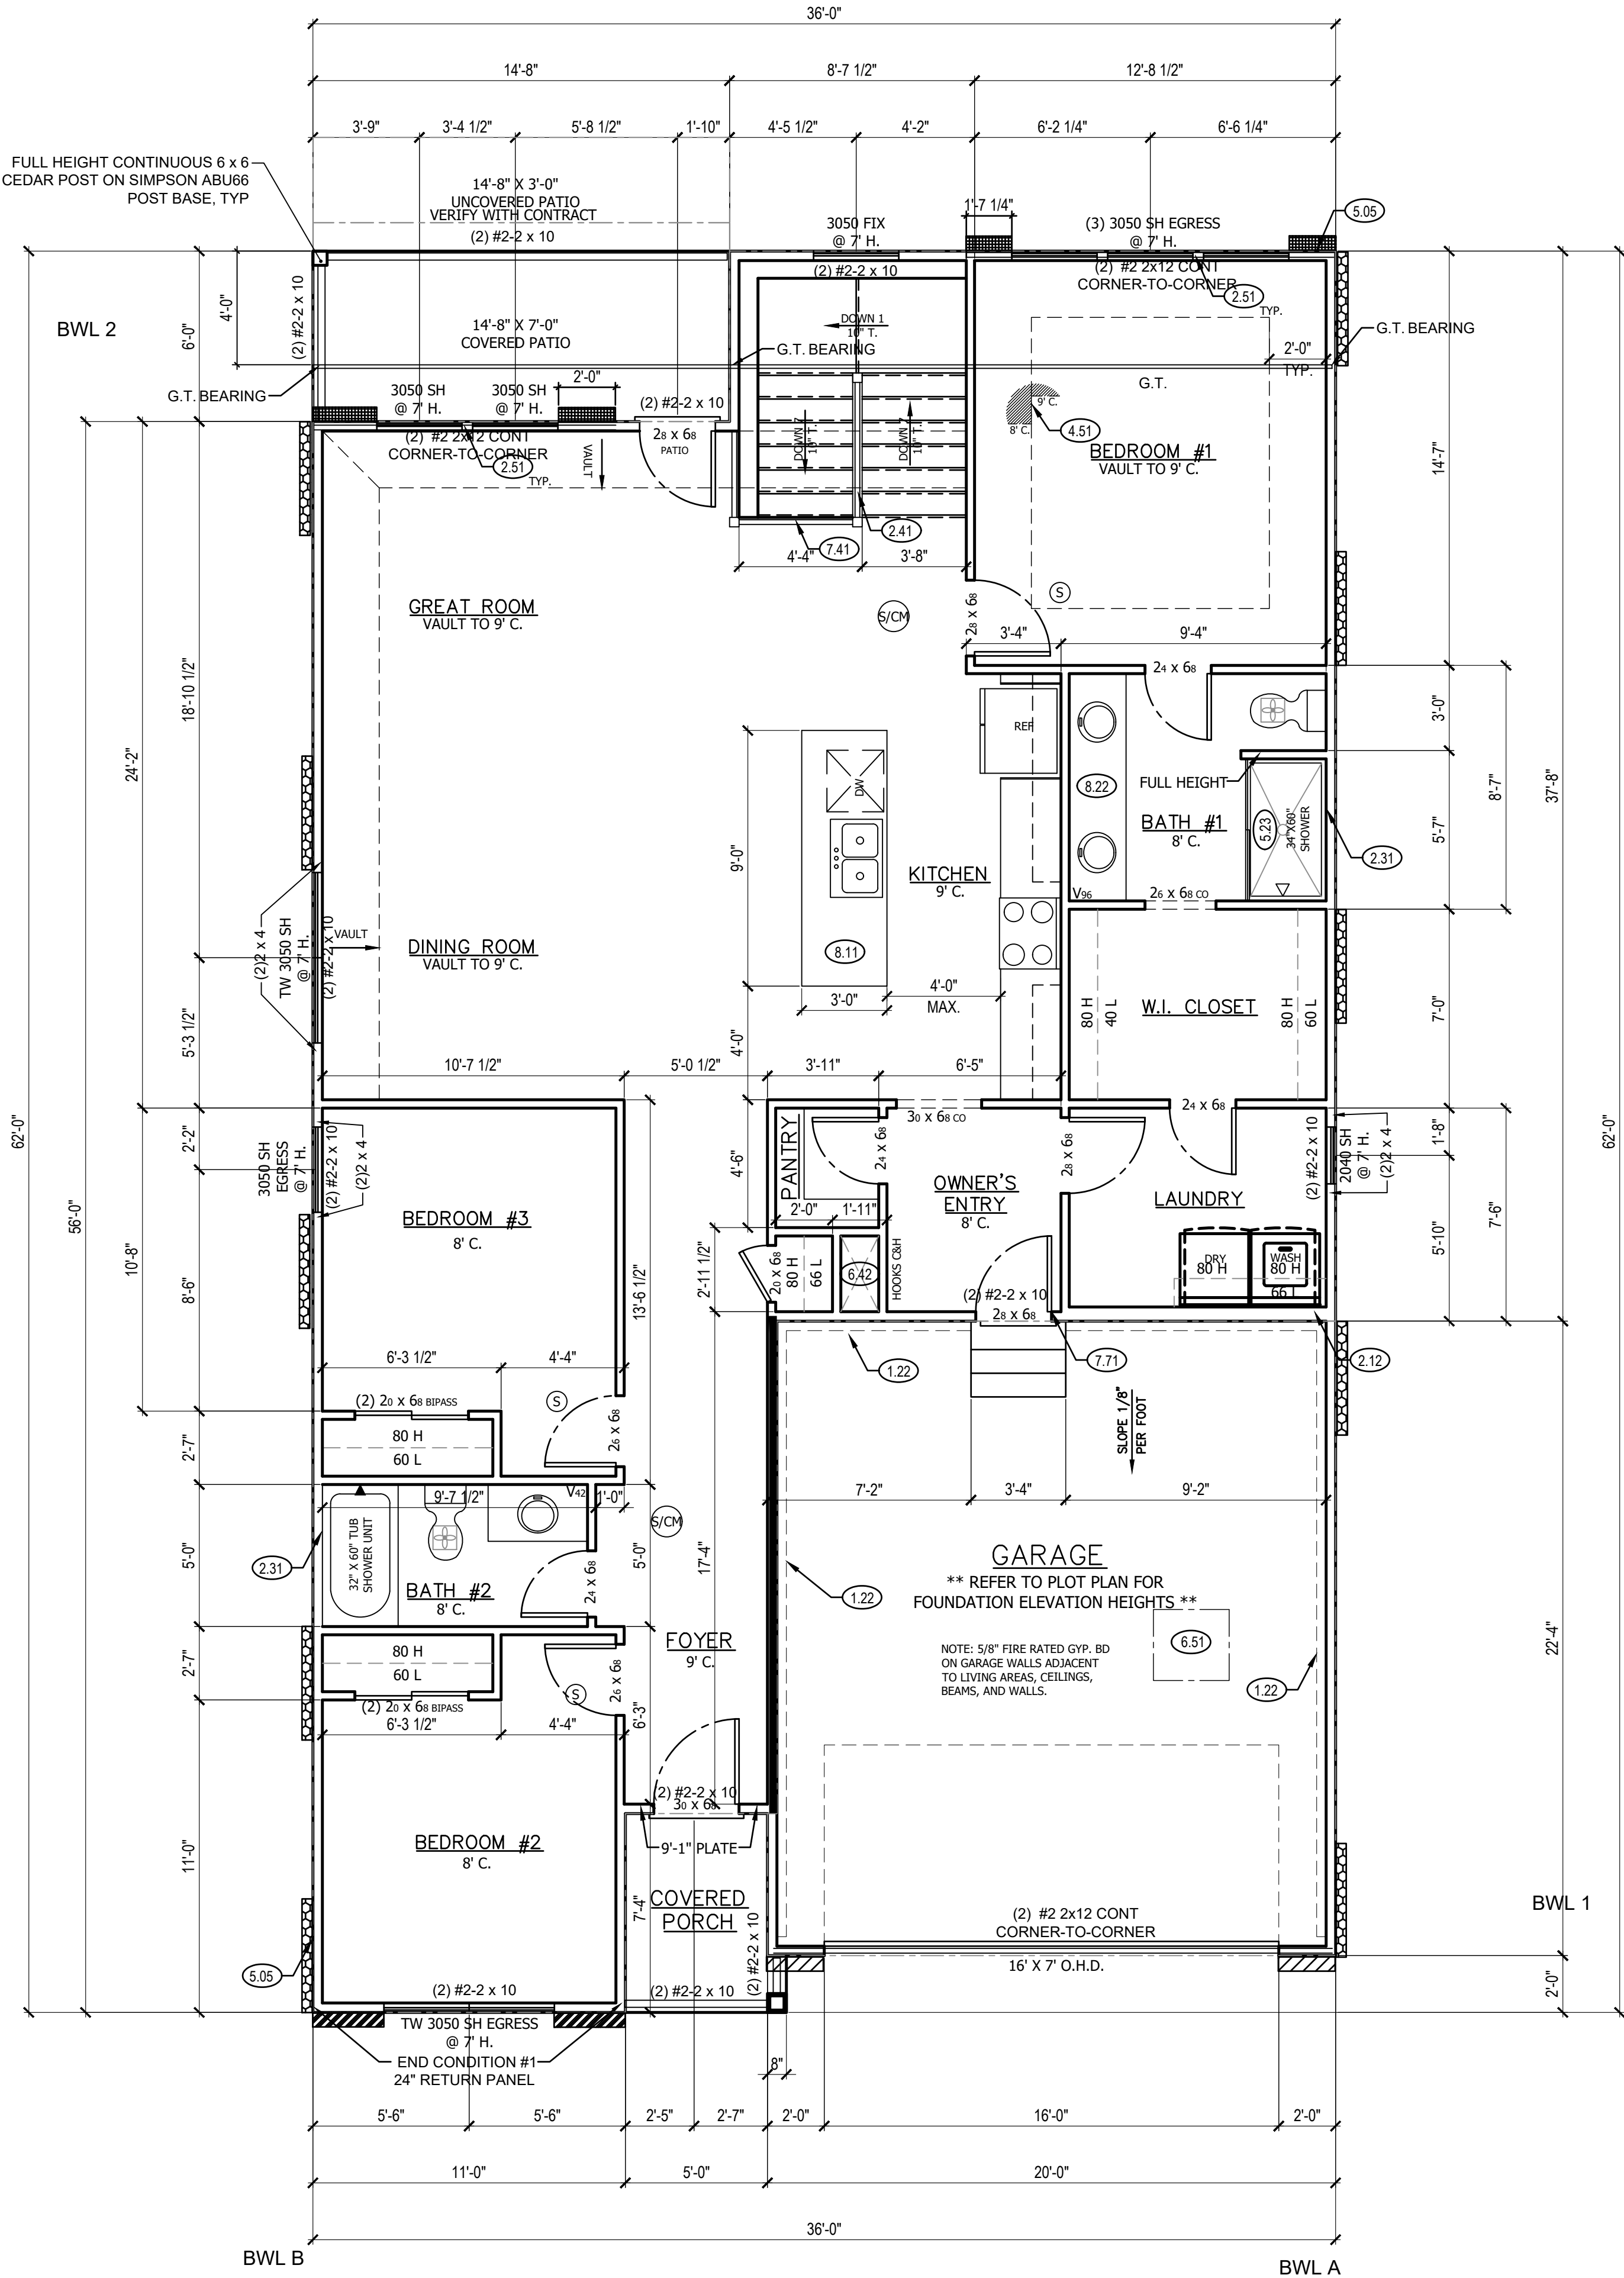 36'-0"
14'-8"
8'-7 1/2"
12'-8 1/2"
3'-9"
3'-4 1/2"
5'-8 1/2"
1'-10"
4'-5 1/2"
4'-2"
6'-2 1/4"
6'-6 1/4"
FULL HEIGHT CONTINUOUS 6 x 6
CEDAR POST ON SIMPSON ABU66
POST BASE, TYP
14'-8" X 3'-0"
UNCOVERED PATIO
VERIFY WITH CONTRACT
(2) #2-2 x 10
3050 FIX
@ 7' H.
(2) #2-2 x 10
1'-7 1/4"
(3) 3050 SH EGRESS
@ 7' H.
5.05
(2) #2 2x12 CONT
CORNER-TO-CORNER
2.51
TYP.
BWL 2
4'-0"
6'-0"
(2) #2-2 x 10
14'-8" X 7'-0"
COVERED PATIO
DOWN 1
10" T.
G.T. BEARING
G.T. BEARING
2'-0"
TYP.
G.T.
G.T. BEARING
3050 SH
@ 7' H.
3050 SH
@ 7' H.
2'-0"
(2) #2-2 x 10
(2) #2 2x12 CONT
CORNER-TO-CORNER
2.51
TYP.
VAULT
28 x 68
PATIO
DOWN 7
10" T.
DOWN 7
10" T.
9' C.
8' C.
4.51
BEDROOM #1
VAULT TO 9' C.
14'-7"
2.41
7.41
4'-4"
3'-8"
GREAT ROOM
VAULT TO 9' C.
S/CM
S
28 x 68
3'-4"
9'-4"
24 x 68
18'-10 1/2"
24'-2"
REF
DW
9'-0"
8.22
FULL HEIGHT
BATH #1
8' C.
5.23
34"X60"
SHOWER
2.31
3'-0"
5'-7"
8'-7"
37'-8"
KITCHEN
9' C.
V96
26 x 68 CO
(2)2 x 4
TW 3050 SH
@ 7' H.
(2) #2-2 x 10
VAULT
DINING ROOM
VAULT TO 9' C.
8.11
3'-0"
4'-0"
MAX.
80 H
40 L
W.I. CLOSET
80 H
60 L
7'-0"
5'-3 1/2"
4'-0"
10'-7 1/2"
5'-0 1/2"
3'-11"
6'-5"
30 x 68 CO
24 x 68
62'-0"
56'-0"
62'-0"
2'-2"
3050 SH
EGRESS
@ 7' H.
(2) #2-2 x 10
(2)2 x 4
4'-6"
PANTRY
24 x 68
28 x 68
OWNER'S
ENTRY
8' C.
LAUNDRY
(2) #2-2 x 10
2040 SH
@ 7' H.
(2)2 x 4
1'-8"
5'-10"
7'-6"
BEDROOM #3
8' C.
10'-8"
8'-6"
13'-6 1/2"
2'-0"
1'-11"
2'-11 1/2"
20 x 68
80 H
66 L
6.42
HOOKS C&H
DRY
80 H
WASH
80 H
66 L
(2) #2-2 x 10
28 x 68
7.71
1.22
2.12
SLOPE 1/8"
PER FOOT
6'-3 1/2"
4'-4"
(2) 20 x 68 BIPASS
S
26 x 68
80 H
60 L
2'-7"
9'-7 1/2"
V42
1'-0"
S/CM
7'-2"
3'-4"
9'-2"
32" X 60" TUB
SHOWER UNIT
2.31
5'-0"
BATH #2
8' C.
24 x 68
5'-0"
17'-4"
GARAGE
** REFER TO PLOT PLAN FOR
FOUNDATION ELEVATION HEIGHTS **
1.22
6.51
NOTE: 5/8" FIRE RATED GYP. BD
ON GARAGE WALLS ADJACENT
TO LIVING AREAS, CEILINGS,
BEAMS, AND WALLS.
1.22
22'-4"
FOYER
9' C.
80 H
60 L
2'-7"
(2) 20 x 68 BIPASS
6'-3 1/2"
4'-4"
S
26 x 68
6'-3"
(2) #2-2 x 10
30 x 68
9'-1" PLATE
BEDROOM #2
8' C.
11'-0"
7'-4"
COVERED
PORCH
(2) #2-2 x 10
(2) #2 2x12 CONT
CORNER-TO-CORNER
16' X 7' O.H.D.
BWL 1
2'-0"
5.05
(2) #2-2 x 10
(2) #2-2 x 10
TW 3050 SH EGRESS
@ 7' H.
END CONDITION #1
24" RETURN PANEL
8"
5'-6"
5'-6"
2'-5"
2'-7"
2'-0"
16'-0"
2'-0"
11'-0"
5'-0"
20'-0"
36'-0"
BWL B
BWL A